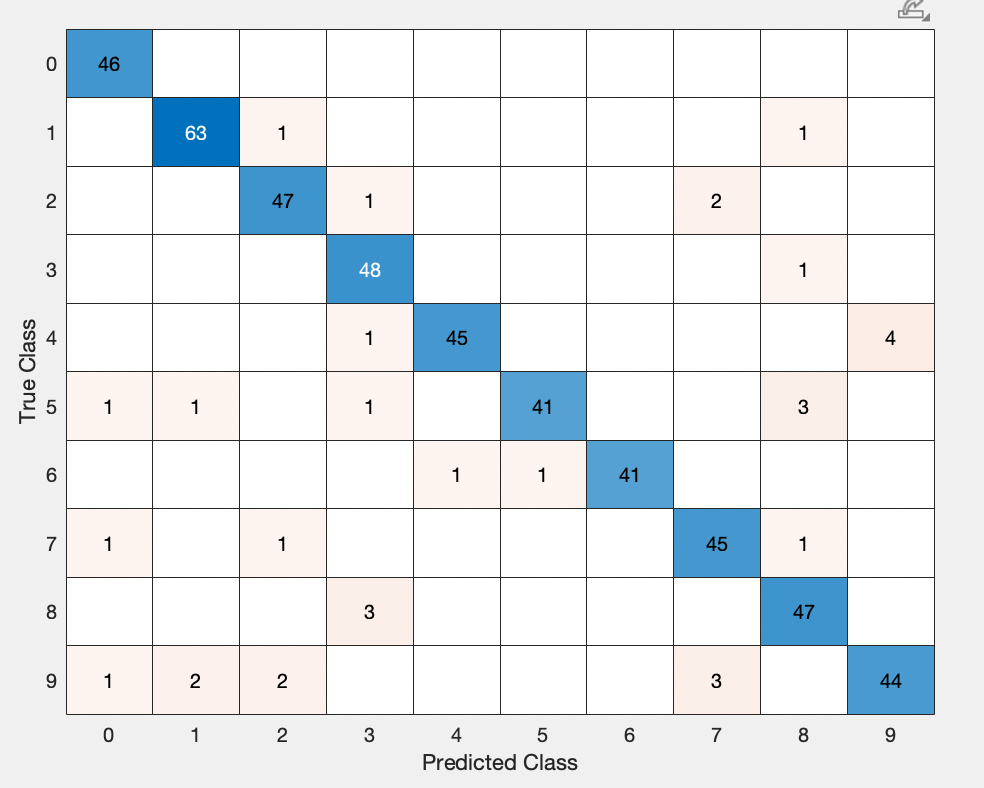 0 46
1 63 1 1
2 47 1 2
3 48 1
4 1 45 4
5 1 1 1 41 3
6 1 1 41
7 1 1 45 1
8 3 47
9 1 2 2 3 44
0 1 2 3 4 5 6 7 8 9
True Class
Predicted Class